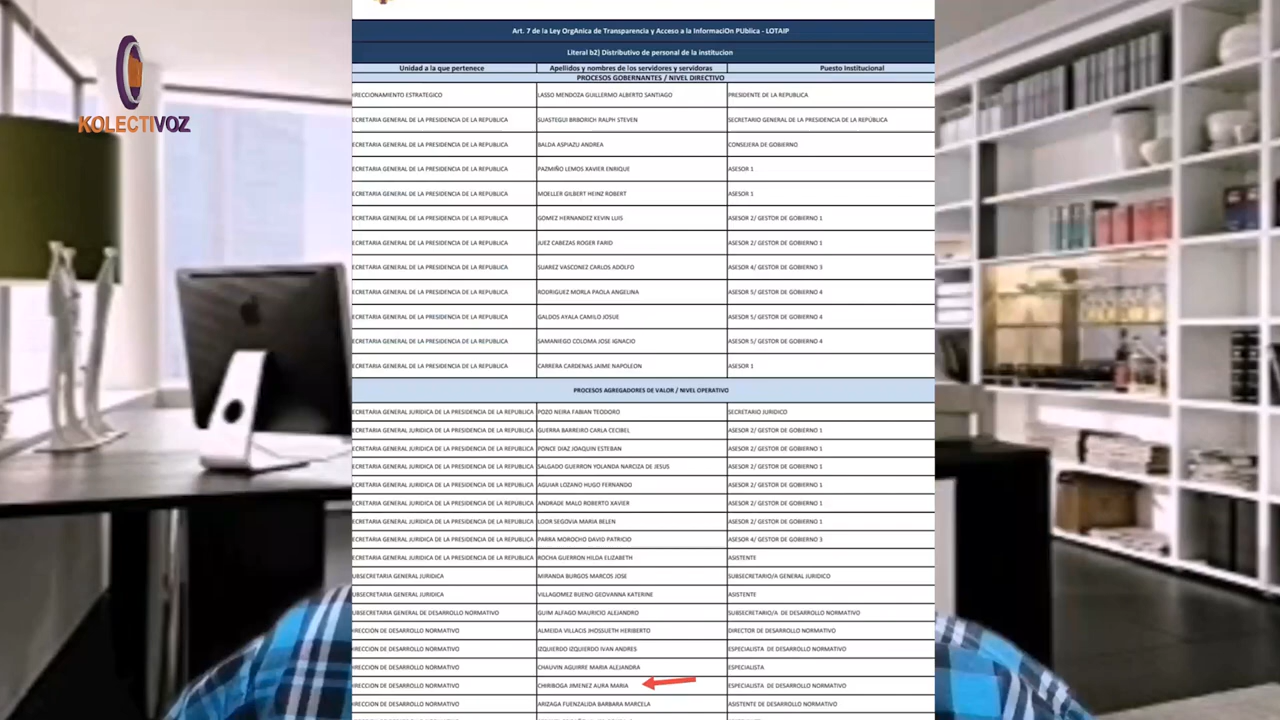 KOLECTIVOZ
Art. 7 de la Ley OrgAnica de Transparencia y Acceso a la InformaciOn PUblica - LOTAIP
Literal b2) Distributivo de personal de la institucion
Unidad a la que pertenece Apellidos y nombres de los servidores y servidoras Puesto Institucional
PROCESOS GOBERNANTES / NIVEL DIRECTIVO
IRECCIONAMIENTO ESTRATEGICO LASSO MENDOZA GUILLERMO ALBERTO SANTIAGO PRESIDENTE DE LA REPUBLICA
ECRETARIA GENERAL DE LA PRESIDENCIA DE LA REPUBLICA SUASTEGUI BRBORICH RALPH STEVEN SECRETARIO GENERAL DE LA PRESIDENCIA DE LA REPÚBLICA
ECRETARIA GENERAL DE LA PRESIDENCIA DE LA REPUBLICA BALDA ASPIAZU ANDREA CONSEJERA DE GOBIERNO
ECRETARIA GENERAL DE LA PRESIDENCIA DE LA REPUBLICA PAZMIÑO LEMOS XAVIER ENRIQUE ASESOR 1
ECRETARIA GENERAL DE LA PRESIDENCIA DE LA REPUBLICA MOELLER GILBERT HEINZ ROBERT ASESOR 1
ECRETARIA GENERAL DE LA PRESIDENCIA DE LA REPUBLICA GOMEZ HERNANDEZ KEVIN LUIS ASESOR 2/ GESTOR DE GOBIERNO 1
ECRETARIA GENERAL DE LA PRESIDENCIA DE LA REPUBLICA JUEZ CABEZAS ROGER FARID ASESOR 2/ GESTOR DE GOBIERNO 1
ECRETARIA GENERAL DE LA PRESIDENCIA DE LA REPUBLICA SUAREZ VASCONEZ CARLOS ADOLFO ASESOR 4/ GESTOR DE GOBIERNO 3
ECRETARIA GENERAL DE LA PRESIDENCIA DE LA REPUBLICA RODRIGUEZ MORLA PAOLA ANGELINA ASESOR 5/ GESTOR DE GOBIERNO 4
ECRETARIA GENERAL DE LA PRESIDENCIA DE LA REPUBLICA GALDOS AYALA CAMILO JOSUE ASESOR 5/ GESTOR DE GOBIERNO 4
ECRETARIA GENERAL DE LA PRESIDENCIA DE LA REPUBLICA SAMANIEGO COLOMA JOSE IGNACIO ASESOR 5/ GESTOR DE GOBIERNO 4
ECRETARIA GENERAL DE LA PRESIDENCIA DE LA REPUBLICA CARRERA CARDENAS JAIME NAPOLEON ASESOR 1
PROCESOS AGREGADORES DE VALOR / NIVEL OPERATIVO
ECRETARIA GENERAL JURIDICA DE LA PRESIDENCIA DE LA REPUBLICA POZO NEIRA FABIAN TEODORO SECRETARIO JURIDICO
ECRETARIA GENERAL JURIDICA DE LA PRESIDENCIA DE LA REPUBLICA GUERRA BARREIRO CARLA CECIBEL ASESOR 2/ GESTOR DE GOBIERNO 1
ECRETARIA GENERAL JURIDICA DE LA PRESIDENCIA DE LA REPUBLICA PONCE DIAZ JOAQUIN ESTEBAN ASESOR 2/ GESTOR DE GOBIERNO 1
ECRETARIA GENERAL JURIDICA DE LA PRESIDENCIA DE LA REPUBLICA SALGADO GUERRON YOLANDA NARCIZA DE JESUS ASESOR 2/ GESTOR DE GOBIERNO 1
ECRETARIA GENERAL JURIDICA DE LA PRESIDENCIA DE LA REPUBLICA AGUIAR LOZANO HUGO FERNANDO ASESOR 2/ GESTOR DE GOBIERNO 1
ECRETARIA GENERAL JURIDICA DE LA PRESIDENCIA DE LA REPUBLICA ANDRADE MALO ROBERTO XAVIER ASESOR 2/ GESTOR DE GOBIERNO 1
ECRETARIA GENERAL JURIDICA DE LA PRESIDENCIA DE LA REPUBLICA LOOR SEGOVIA MARIA BELEN ASESOR 2/ GESTOR DE GOBIERNO 1
ECRETARIA GENERAL JURIDICA DE LA PRESIDENCIA DE LA REPUBLICA PARRA MOROCHO DAVID PATRICIO ASESOR 4/ GESTOR DE GOBIERNO 3
ECRETARIA GENERAL JURIDICA DE LA PRESIDENCIA DE LA REPUBLICA ROCHA GUERRON HILDA ELIZABETH ASISTENTE
UBSECRETARIA GENERAL JURIDICA MIRANDA BURGOS MARCOS JOSE SUBSECRETARIO/A GENERAL JURIDICO
UBSECRETARIA GENERAL JURIDICA VILLAGOMEZ BUENO GEOVANNA KATERINE ASISTENTE
UBSECRETARIA GENERAL DE DESARROLLO NORMATIVO GUIM ALFAGO MAURICIO ALEJANDRO SUBSECRETARIO/A DE DESARROLLO NORMATIVO
IRECCIÓN DE DESARROLLO NORMATIVO ALMEIDA VILLACIS JHOSSUETH HERIBERTO DIRECTOR DE DESARROLLO NORMATIVO
IRECCIÓN DE DESARROLLO NORMATIVO IZQUIERDO IZQUIERDO IVAN ANDRES ESPECIALISTA DE DESARROLLO NORMATIVO
IRECCIÓN DE DESARROLLO NORMATIVO CHAUVIN AGUIRRE MARIA ALEJANDRA ESPECIALISTA
IRECCIÓN DE DESARROLLO NORMATIVO CHIRIBOGA JIMENEZ AURA MARIA ESPECIALISTA DE DESARROLLO NORMATIVO
IRECCIÓN DE DESARROLLO NORMATIVO ARIZAGA FUENZALIDA BARBARA MARCELA ASISTENTE DE DESARROLLO NORMATIVO